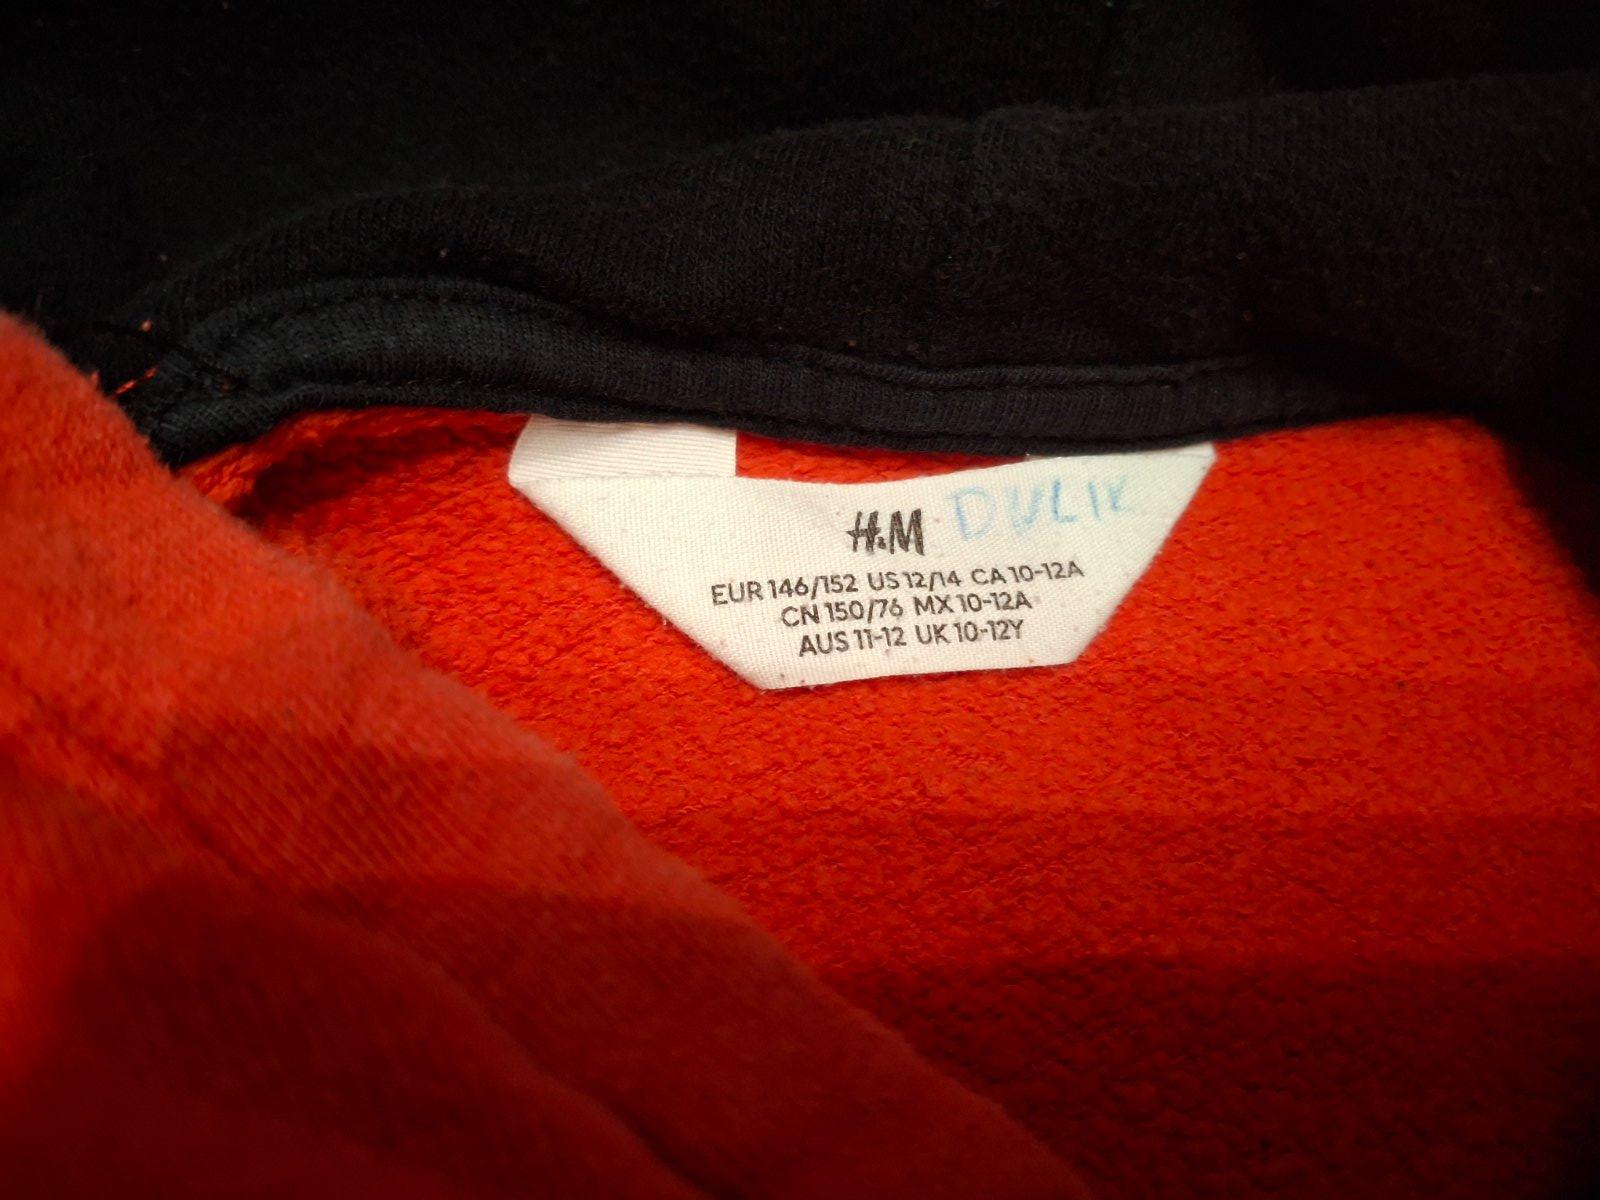 H&M DULIK
EUR 146/152 US 12/14 CA 10-12A
CN 150/76 MX 10-12A
AUS 11-12 UK 10-12Y